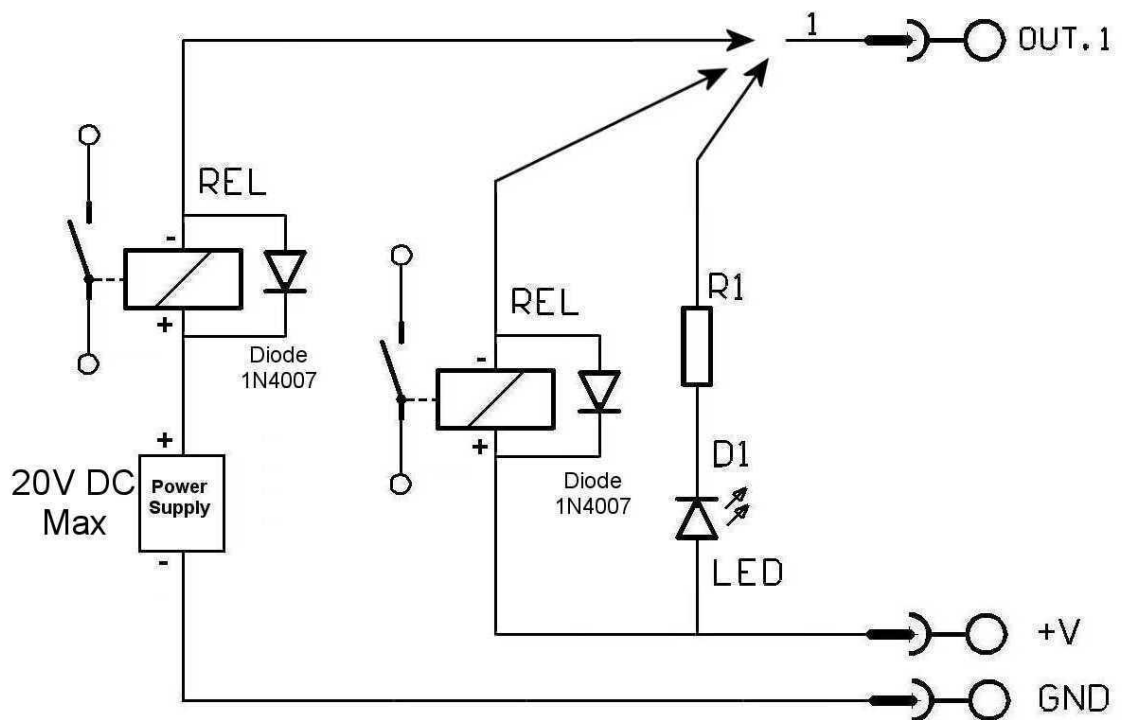 1
OUT.1
REL
-
+
Diode
1N4007
REL
-
+
Diode
1N4007
R1
D1
LED
+
20V DC
Max
Power
Supply
-
+V
GND